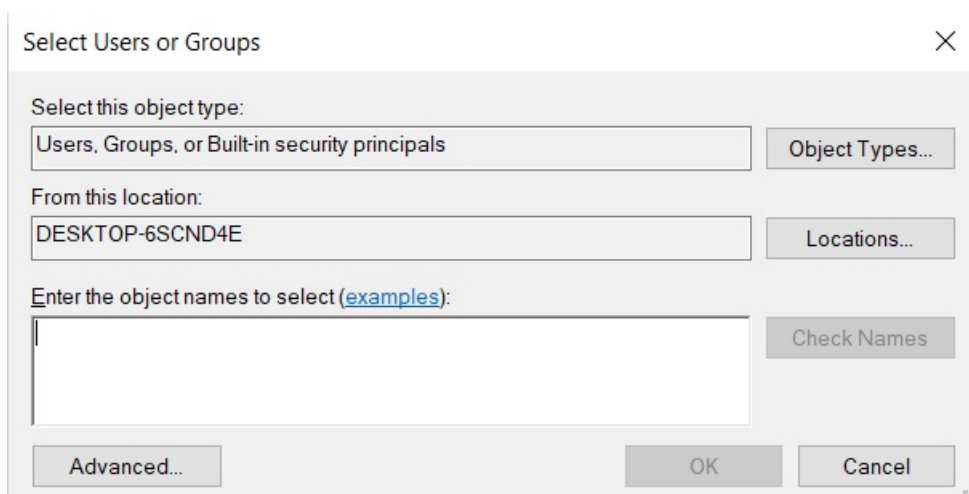 Select Users or Groups
Select this object type:
Users, Groups, or Built-in security principals
Object Types...
From this location:
DESKTOP-6SCND4E
Locations...
Enter the object names to select (examples):
Check Names
Advanced...
OK
Cancel